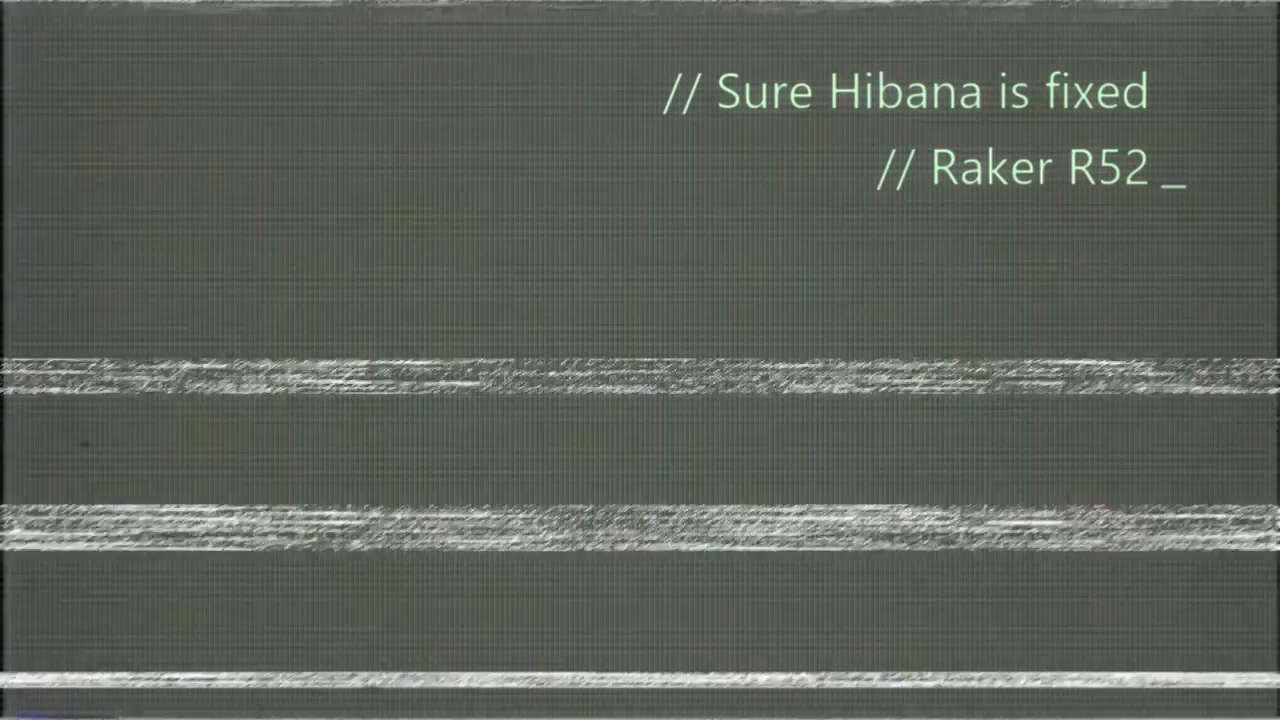 // Sure Hibana is fixed
// Raker R52 _